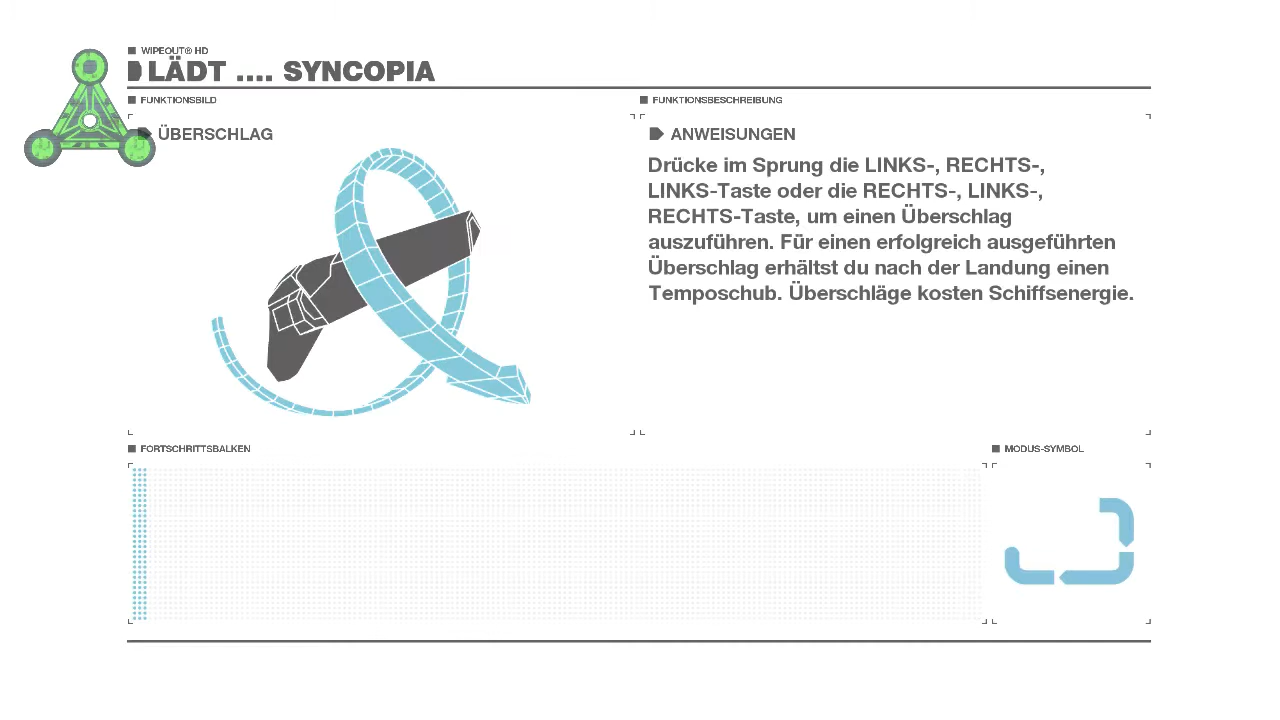 WIPEOUT® HD
LÄDT .... SYNCOPIA
FUNKTIONSBILD
ÜBERSCHLAG
FUNKTIONSBESCHREIBUNG
ANWEISUNGEN
Drücke im Sprung die LINKS-, RECHTS-,
LINKS-Taste oder die RECHTS-, LINKS-,
RECHTS-Taste, um einen Überschlag
auszuführen. Für einen erfolgreich ausgeführten
Überschlag erhältst du nach der Landung einen
Temposchub. Überschläge kosten Schiffsenergie.
FORTSCHRITTSBALKEN
MODUS-SYMBOL